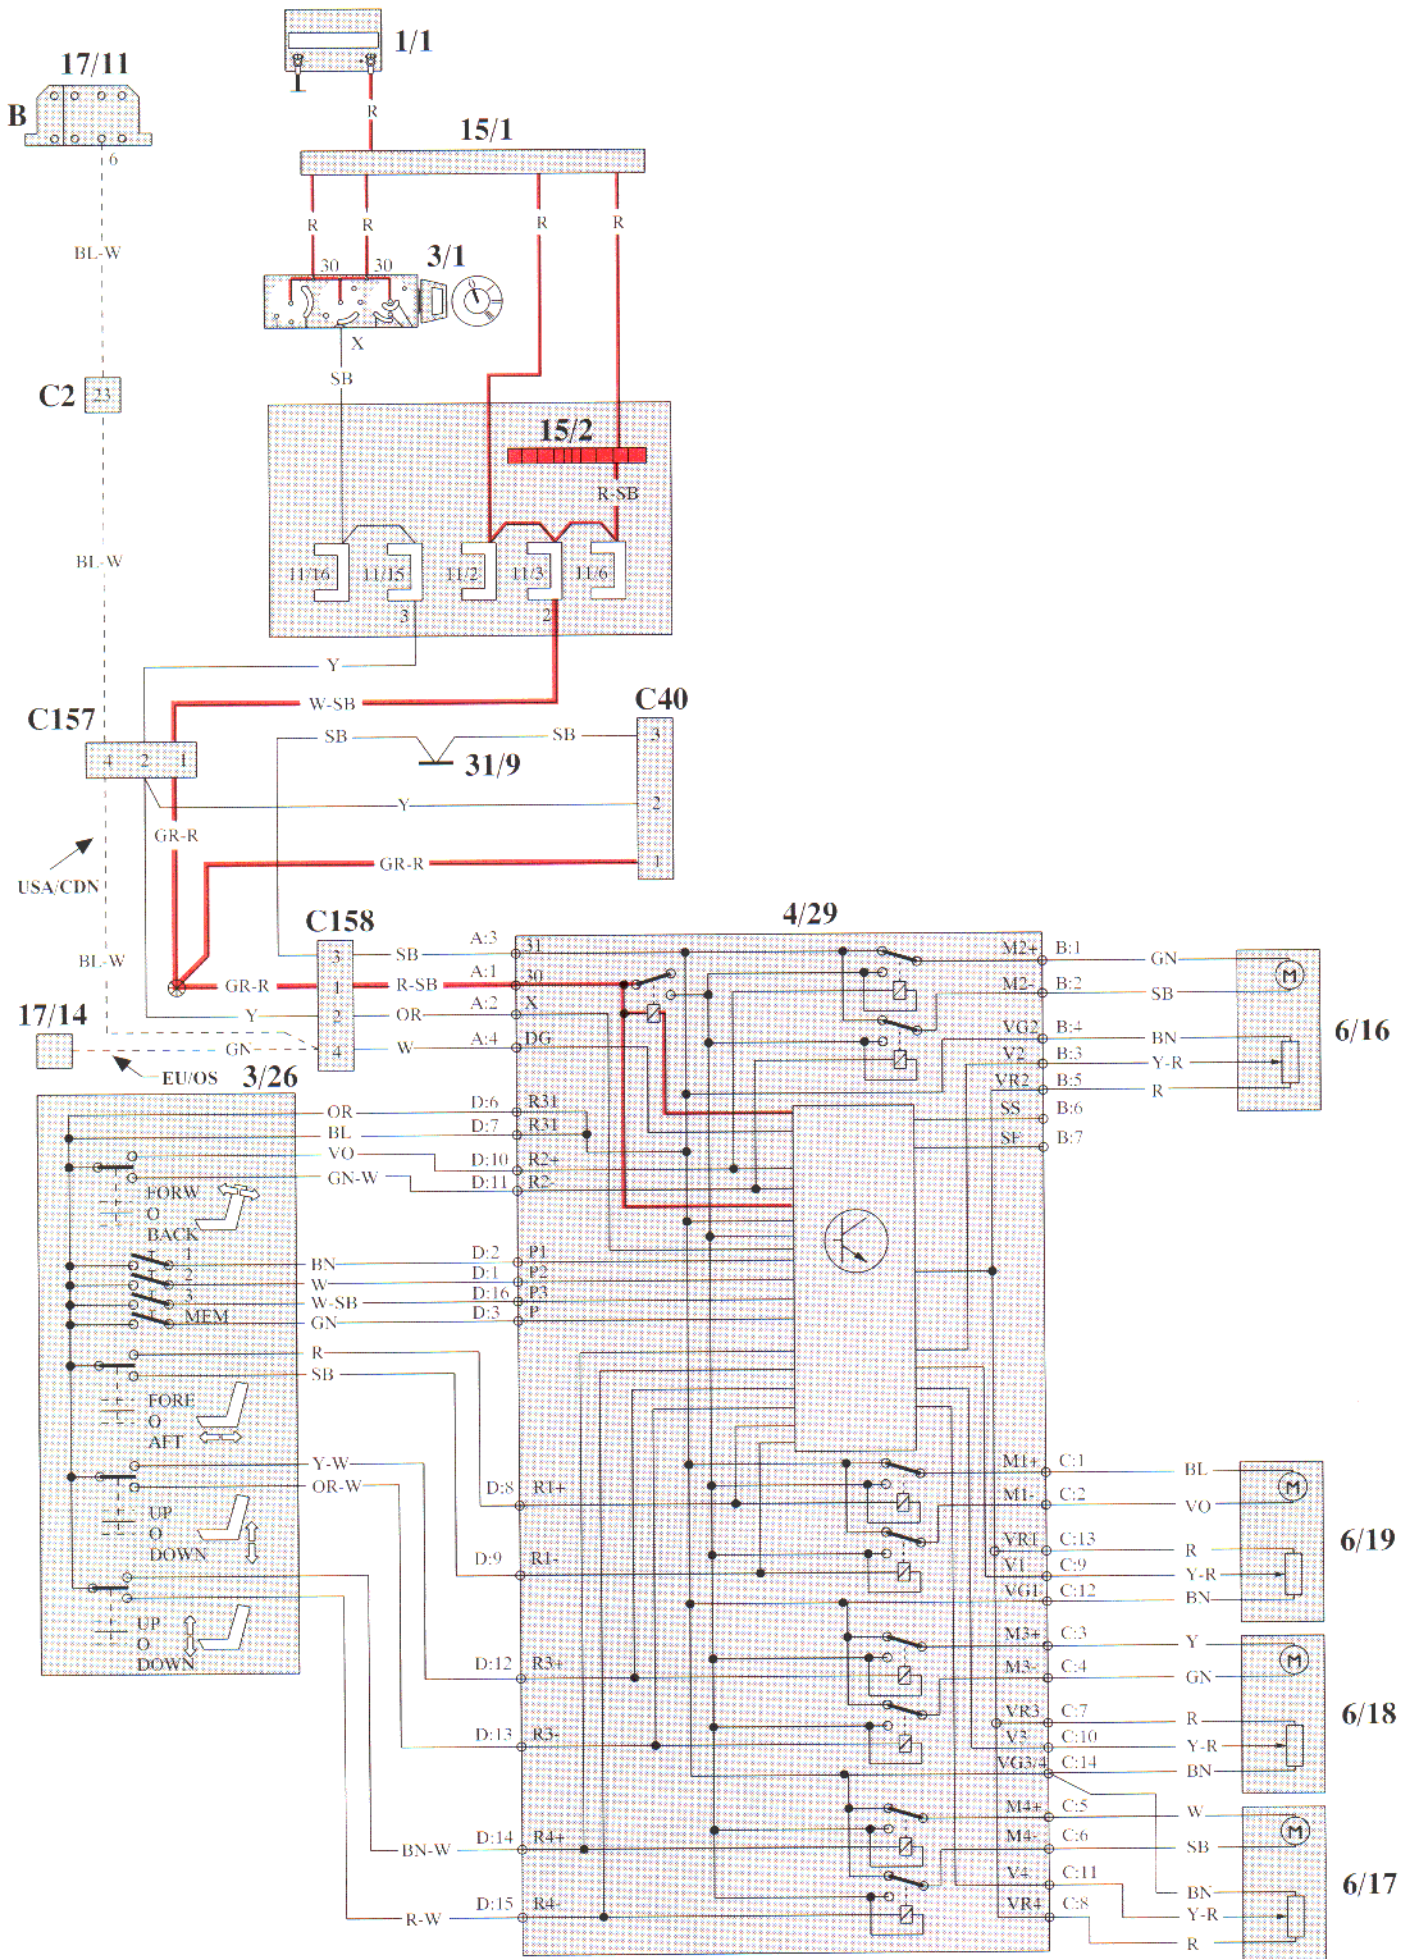 1/1
17/11
B
6
R
15/1
BL-W
R
R
R
R
30
30
3/1
X
SB
C2
23
15/2
R-SB
BL-W
11/16
11/15
11/2
11/3
11/6
3
2
Y
W-SB
C40
C157
SB
SB
3
4
2
1
31/9
Y
2
GR-R
GR-R
1
USA/CDN
C158
4/29
BL-W
3
SB
A:3
31
M2+
B:1
GN
M
GR-R
1
R-SB
A:1
30
M2-
B:2
SB
17/14
Y
2
OR
A:2
X
VG2
B:4
BN
6/16
GN
4
W
A:4
DG
V2
B:3
Y-R
EU/OS
3/26
VR2
B:5
R
OR
D:6
R31
SS
B:6
BL
D:7
R31
SF
B:7
VO
D:10
R2+
GN-W
D:11
R2-
FORW
O
BACK
1
BN
D:2
P1
2
W
D:1
P2
3
W-SB
D:16
P3
MEM
GN
D:3
P
R
SB
FORE
O
AFT
Y-W
OR-W
D:8
R1+
M1+
C:1
BL
M
M1-
C:2
VO
UP
O
DOWN
6/19
D:9
R1-
VR1
C:13
R
V1
C:9
Y-R
VG1
C:12
BN
UP
O
DOWN
M3+
C:3
Y
M
D:12
R3+
M3-
C:4
GN
6/18
VR3
C:7
R
D:13
R3-
V3
C:10
Y-R
VG3/4
C:14
BN
M4+
C:5
W
M
BN-W
D:14
R4+
M4-
C:6
SB
6/17
V4
C:11
BN
R-W
D:15
R4-
VR4
C:8
Y-R
R